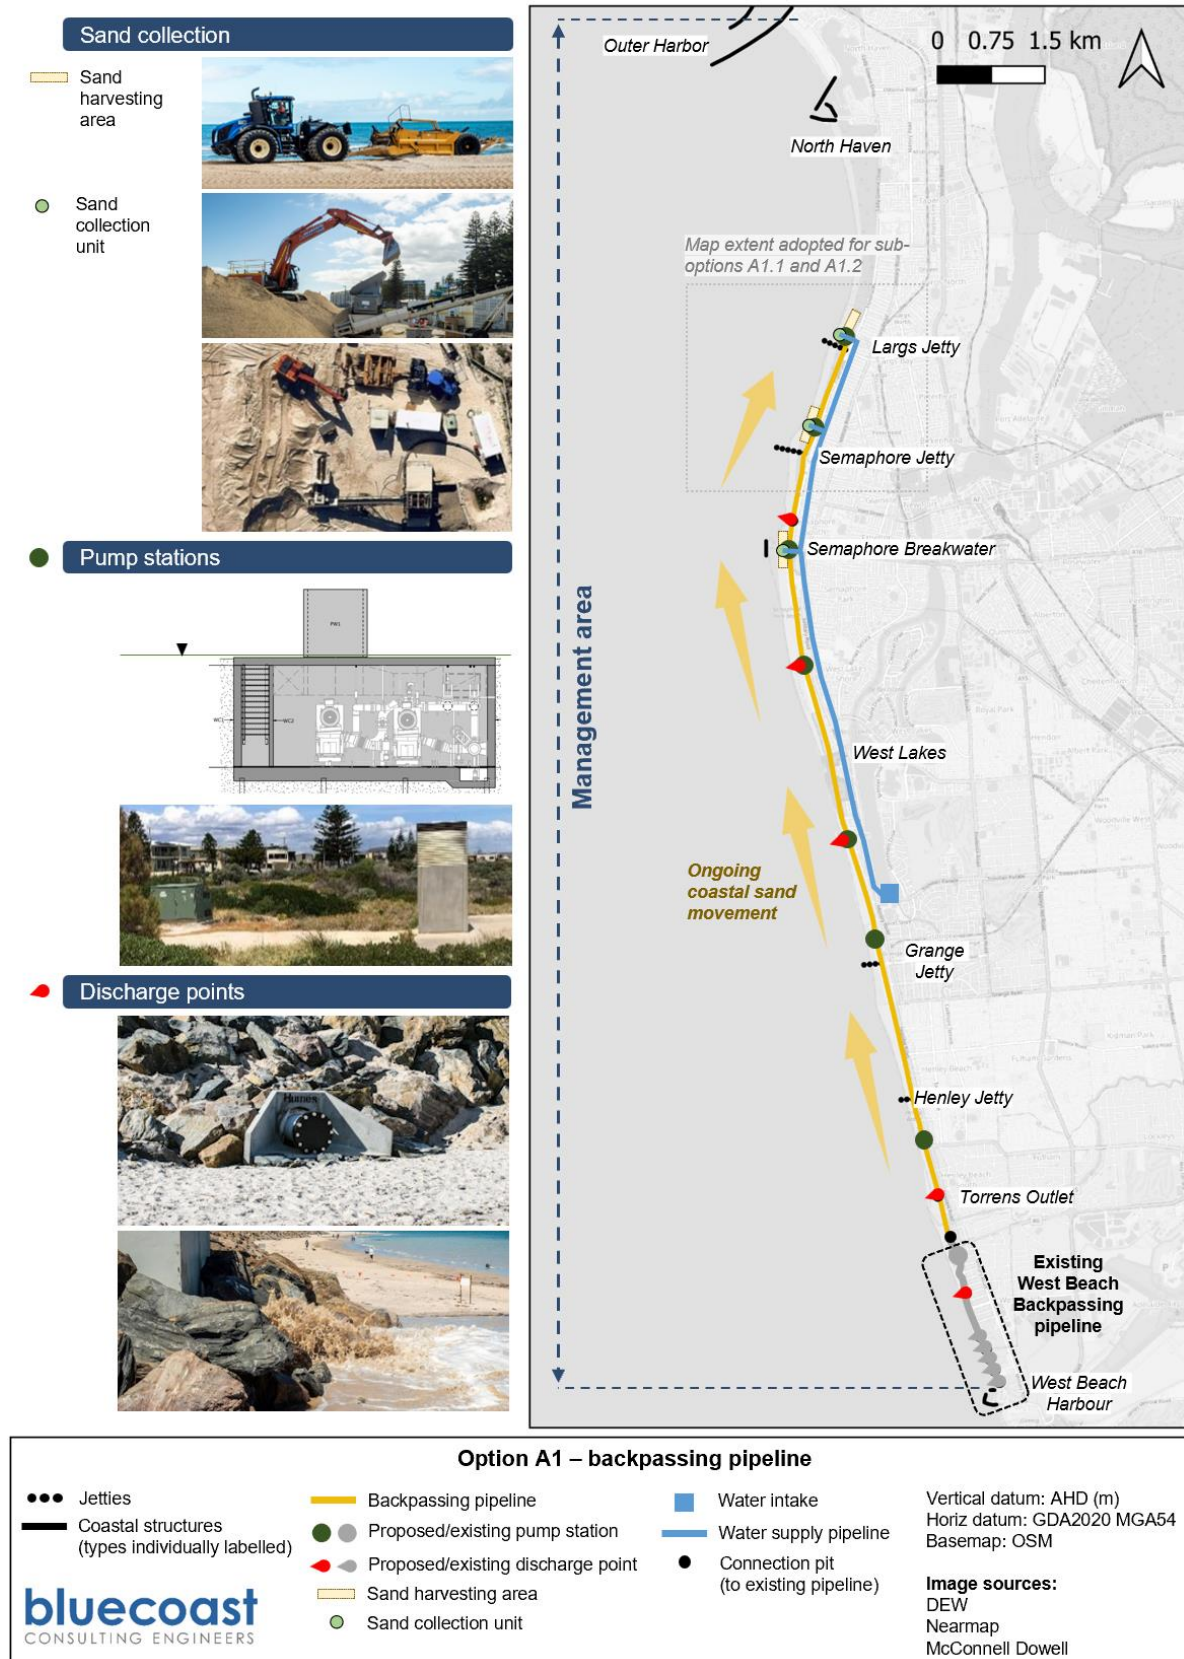 Sand collection
Sand
harvesting
area
Sand
collection
unit
Pump stations
PW1
WC1
WC2
Discharge points
Humes
Outer Harbor
0 0.75 1.5 km
North Haven
Map extent adopted for sub-
options A1.1 and A1.2
Largs Jetty
Semaphore Jetty
Semaphore Breakwater
Management area
West Lakes
Ongoing
coastal sand
movement
Grange
Jetty
Henley Jetty
Torrens Outlet
Existing
West Beach
Backpassing
pipeline
West Beach
Harbour
Option A1 – backpassing pipeline
Jetties
Coastal structures
(types individually labelled)
Backpassing pipeline
Proposed/existing pump station
Proposed/existing discharge point
Sand harvesting area
Sand collection unit
Water intake
Water supply pipeline
Connection pit
(to existing pipeline)
Vertical datum: AHD (m)
Horiz datum: GDA2020 MGA54
Basemap: OSM
Image sources:
DEW
Nearmap
McConnell Dowell
bluecoast
CONSULTING ENGINEERS